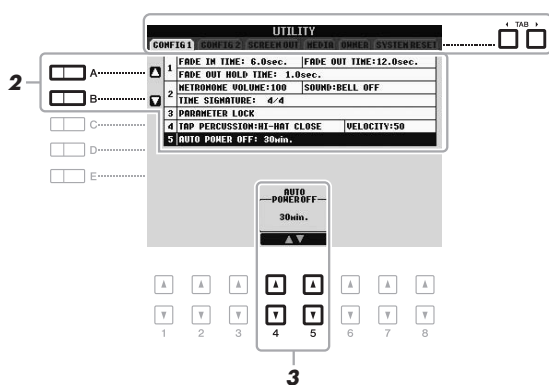 ◄ TAB ►
UTILITY
CONFIG 1 CONFIG 2 SCREEN OUT MEDIA OWNER SYSTEM RESET
2
A
B
C
D
E
1 FADE IN TIME: 6.0sec. FADE OUT TIME:12.0sec.
FADE OUT HOLD TIME: 1.0sec.
2 METRONOME VOLUME:100 SOUND:BELL OFF
TIME SIGNATURE: 4/4
3 PARAMETER LOCK
4 TAP PERCUSSION:HI-HAT CLOSE VELOCITY:50
5 AUTO POWER OFF: 30min.
AUTO
POWER OFF
30min.
▲▼
1 2 3 4 5 6 7 8
3